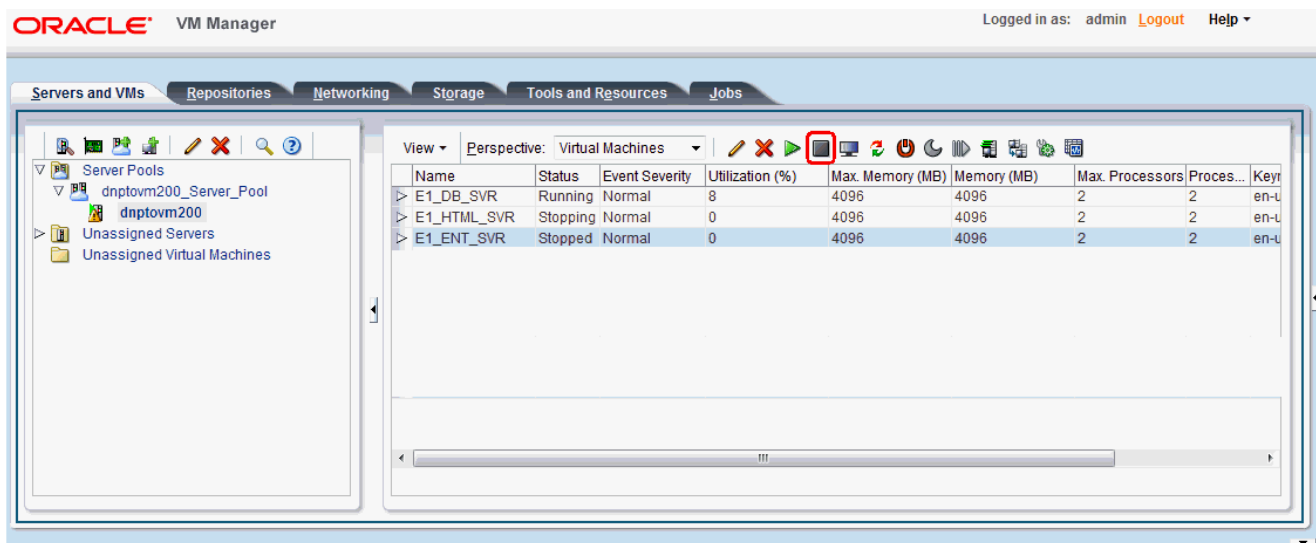 ORACLE VM Manager Logged in as: admin Logout Help
Servers and VMs Repositories Networking Storage Tools and Resources Jobs
View Perspective: Virtual Machines
Server Pools
dnptovm200_Server_Pool
dnptovm200
Unassigned Servers
Unassigned Virtual Machines
Name Status Event Severity Utilization (%) Max. Memory (MB) Memory (MB) Max. Processors Proces... Keyr
E1_DB_SVR Running Normal 8 4096 4096 2 2 en-u
E1_HTML_SVR Stopping Normal 0 4096 4096 2 2 en-u
E1_ENT_SVR Stopped Normal 0 4096 4096 2 2 en-u